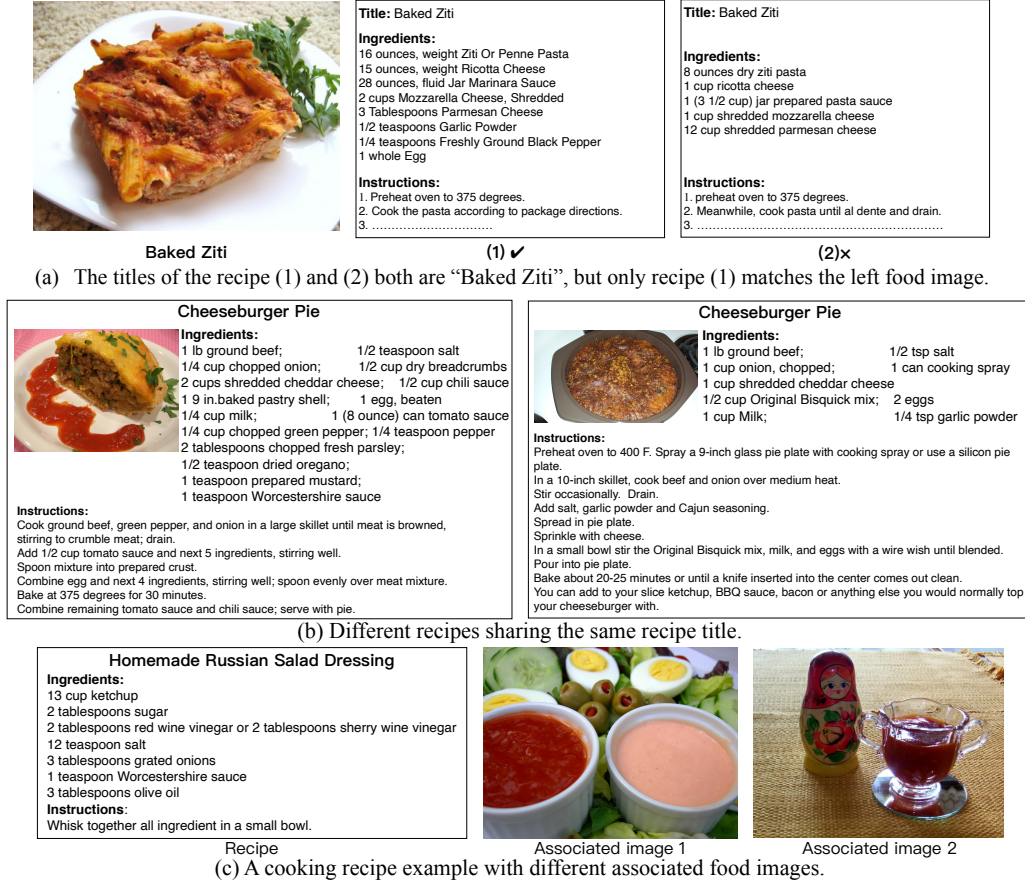 Title: Baked Ziti
Ingredients:
16 ounces, weight Ziti Or Penne Pasta
15 ounces, weight Ricotta Cheese
28 ounces, fluid Jar Marinara Sauce
2 cups Mozzarella Cheese, Shredded
3 Tablespoons Parmesan Cheese
1/2 teaspoons Garlic Powder
1/4 teaspoons Freshly Ground Black Pepper
1 whole Egg
Instructions:
1. Preheat oven to 375 degrees.
2. Cook the pasta according to package directions.
3. ................................
Title: Baked Ziti
Ingredients:
8 ounces dry ziti pasta
1 cup ricotta cheese
1 (3 1/2 cup) jar prepared pasta sauce
1 cup shredded mozzarella cheese
12 cup shredded parmesan cheese
Instructions:
1. preheat oven to 375 degrees.
2. Meanwhile, cook pasta until al dente and drain.
3. .................................................................
Baked Ziti
(1) ✔
(2)×
(a) The titles of the recipe (1) and (2) both are “Baked Ziti”, but only recipe (1) matches the left food image.
Cheeseburger Pie
Ingredients:
1 lb ground beef; 1/2 teaspoon salt
1/4 cup chopped onion; 1/2 cup dry breadcrumbs
2 cups shredded cheddar cheese; 1/2 cup chili sauce
1 9 in.baked pastry shell; 1 egg, beaten
1/4 cup milk; 1 (8 ounce) can tomato sauce
1/4 cup chopped green pepper; 1/4 teaspoon pepper
2 tablespoons chopped fresh parsley;
1/2 teaspoon dried oregano;
1 teaspoon prepared mustard;
1 teaspoon Worcestershire sauce
Instructions:
Cook ground beef, green pepper, and onion in a large skillet until meat is browned,
stirring to crumble meat; drain.
Add 1/2 cup tomato sauce and next 5 ingredients, stirring well.
Spoon mixture into prepared crust.
Combine egg and next 4 ingredients, stirring well; spoon evenly over meat mixture.
Bake at 375 degrees for 30 minutes.
Combine remaining tomato sauce and chili sauce; serve with pie.
Cheeseburger Pie
Ingredients:
1 lb ground beef; 1/2 tsp salt
1 cup onion, chopped; 1 can cooking spray
1 cup shredded cheddar cheese
1/2 cup Original Bisquick mix; 2 eggs
1 cup Milk; 1/4 tsp garlic powder
Instructions:
Preheat oven to 400 F. Spray a 9-inch glass pie plate with cooking spray or use a silicon pie
plate.
In a 10-inch skillet, cook beef and onion over medium heat.
Stir occasionally. Drain.
Add salt, garlic powder and Cajun seasoning.
Spread in pie plate.
Sprinkle with cheese.
In a small bowl stir the Original Bisquick mix, milk, and eggs with a wire wish until blended.
Pour into pie plate.
Bake about 20-25 minutes or until a knife inserted into the center comes out clean.
You can add to your slice ketchup, BBQ sauce, bacon or anything else you would normally top
your cheeseburger with.
(b) Different recipes sharing the same recipe title.
Homemade Russian Salad Dressing
Ingredients:
13 cup ketchup
2 tablespoons sugar
2 tablespoons red wine vinegar or 2 tablespoons sherry wine vinegar
12 teaspoon salt
3 tablespoons grated onions
1 teaspoon Worcestershire sauce
3 tablespoons olive oil
Instructions:
Whisk together all ingredient in a small bowl.
Recipe
Associated image 1
Associated image 2
(c) A cooking recipe example with different associated food images.